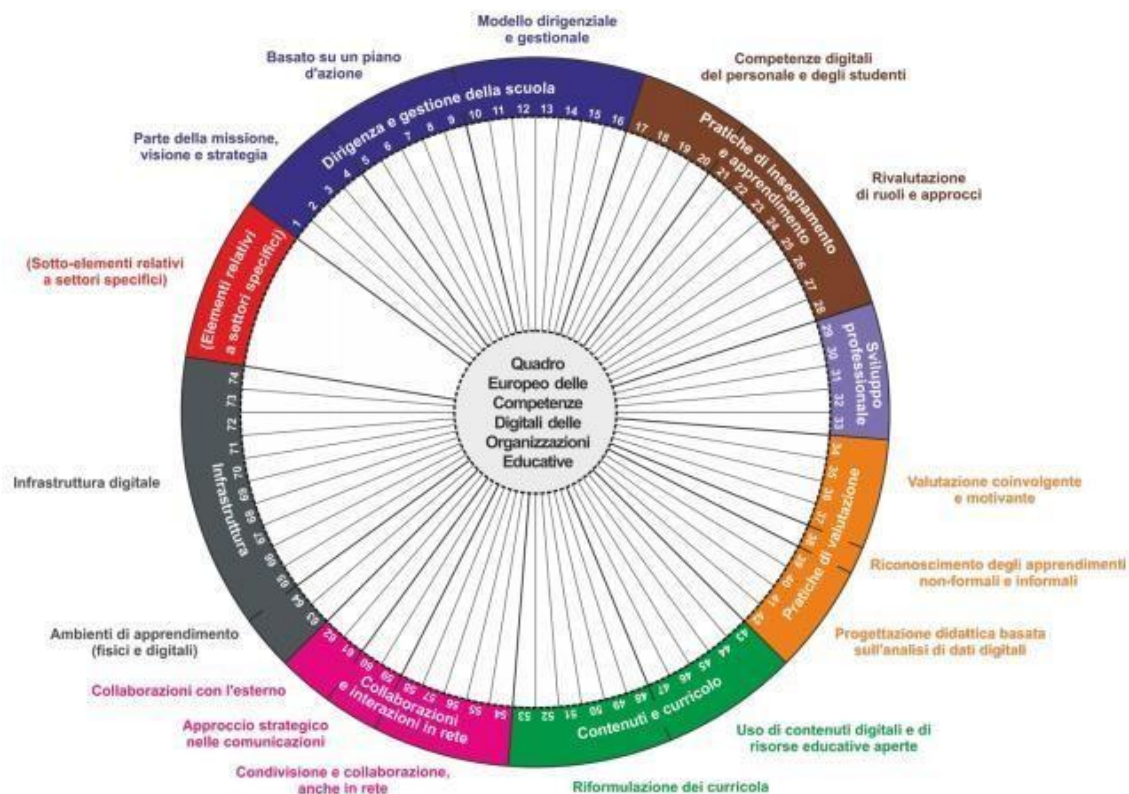 Modello dirigenziale
e gestionale
Basato su un piano
d'azione
Competenze digitali
del personale e degli studenti
Parte della missione,
visione e strategia
Rivalutazione
di ruoli e approcci
(Sotto-elementi relativi
a settori specifici)
Dirigenza e gestione della scuola
Pratiche di insegnamento
e apprendimento
Sviluppo
professionale
Pratiche di valutazione
Contenuti e curricolo
Collaborazioni
e interazioni in rete
Infrastruttura
(Elementi relativi
a settori specifici)
1 2 3 4 5 6 7 8 9 10 11 12 13 14 15 16
17 18 19 20 21 22 23 24 25 26 27 28
29 30 31 32 33
34 35 36 37 38 39 40 41 42
43 44 45 46 47 48 49 50 51 52 53
54 55 56 57 58 59 60 61 62
63 64 65 66 67 68 69 70 71 72 73 74
Quadro
Europeo delle
Competenze
Digitali delle
Organizzazioni
Educative
Infrastruttura digitale
Valutazione coinvolgente
e motivante
Riconoscimento degli apprendimenti
non-formali e informali
Ambienti di apprendimento
(fisici e digitali)
Progettazione didattica basata
sull'analisi di dati digitali
Collaborazioni con l'esterno
Approccio strategico
nelle comunicazioni
Uso di contenuti digitali e di
risorse educative aperte
Condivisione e collaborazione,
anche in rete
Riformulazione dei curricola